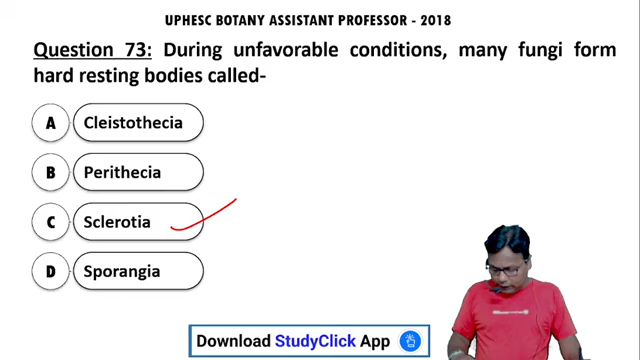 UPHESC BOTANY ASSISTANT PROFESSOR - 2018
Question 73: During unfavorable conditions, many fungi form
hard resting bodies called-
A Cleistothecia
B Perithecia
C Sclerotia
D Sporangia
Download StudyClick App